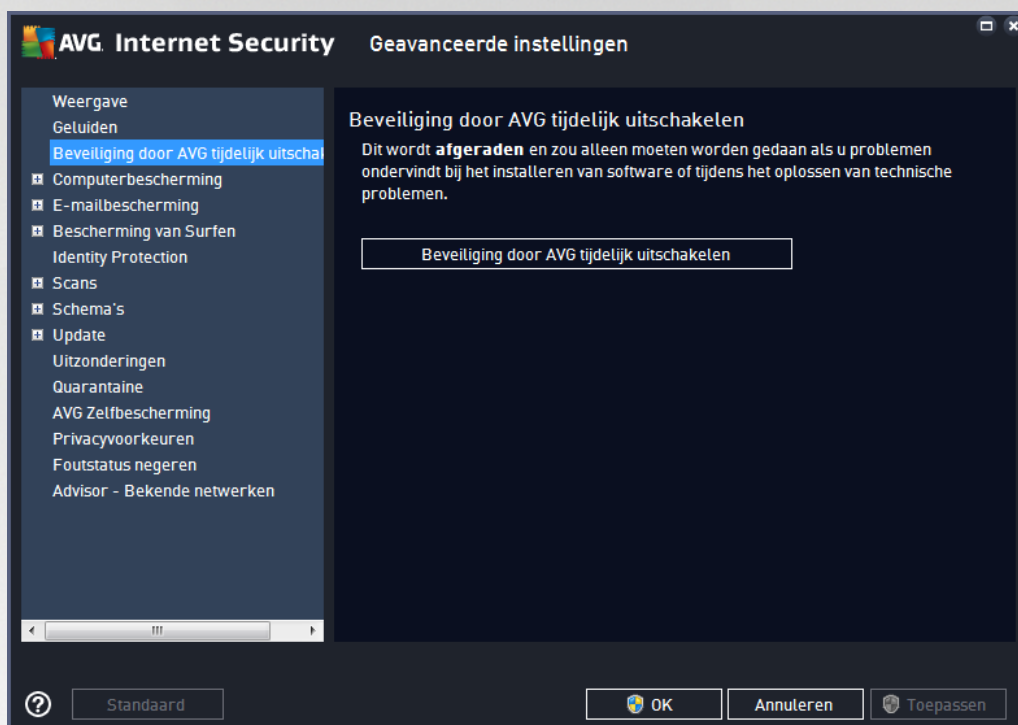 AVG. Internet Security Geavanceerde instellingen
Weergave
Geluiden
Beveiliging door AVG tijdelijk uitschal
Computerbescherming
E-mailbescherming
Bescherming van Surfen
Identity Protection
Scans
Schema's
Update
Uitzonderingen
Quarantaine
AVG Zelfbescherming
Privacyvoorkeuren
Foutstatus negeren
Advisor - Bekende netwerken
Beveiliging door AVG tijdelijk uitschakelen
Dit wordt afgeraden en zou alleen moeten worden gedaan als u problemen
ondervindt bij het installeren van software of tijdens het oplossen van technische
problemen.
Beveiliging door AVG tijdelijk uitschakelen
Standaard
OK
Annuleren
Toepassen